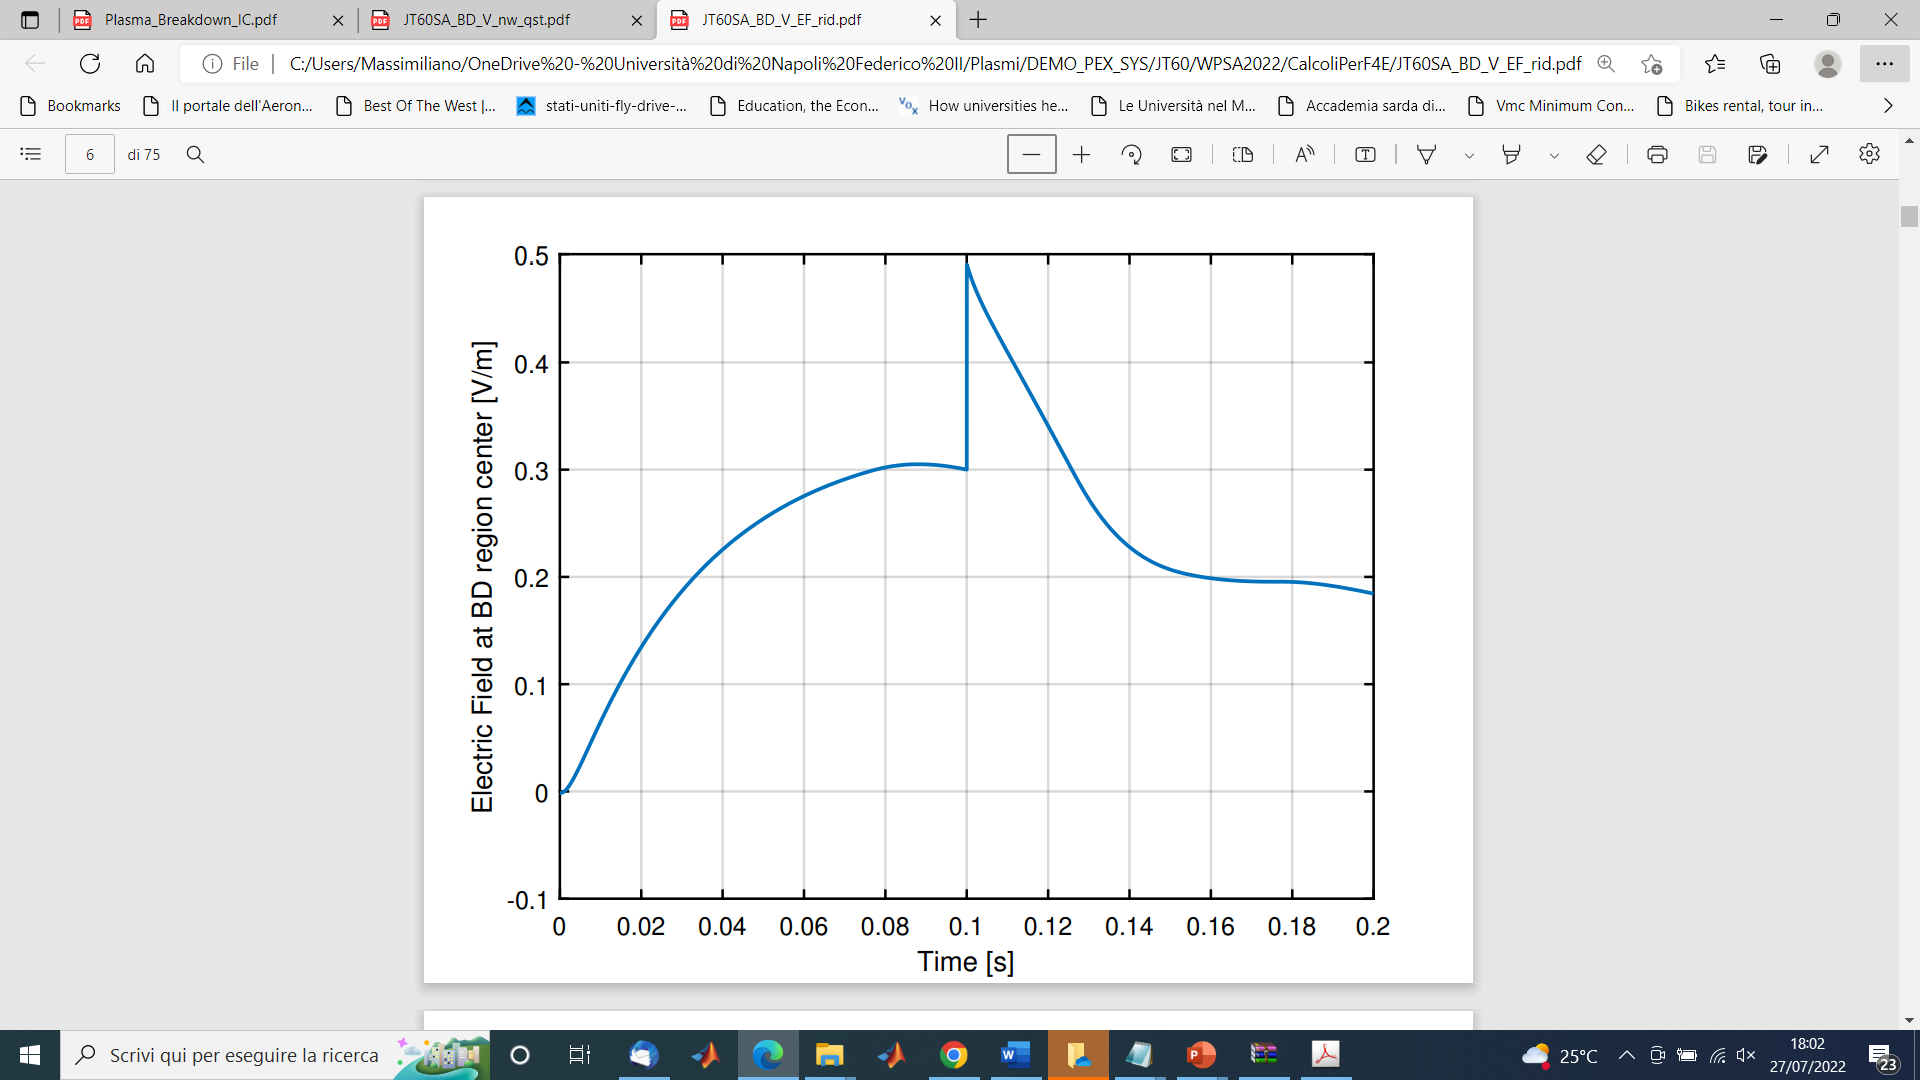 Plasma_Breakdown_IC.pdf
JT60SA_BD_V_nw_qst.pdf
JT60SA_BD_V_EF_rid.pdf
File
C:/Users/Massimiliano/OneDrive%20-%20Università%20di%20Napoli%20Federico%20II/Plasmi/DEMO_PEX_SYS/JT60/WPSA2022/CalcoliPerF4E/JT60SA_BD_V_EF_rid.pdf
Bookmarks
Il portale dell'Aeron...
Best Of The West |...
stati-uniti-fly-drive-...
Education, the Econ...
How universities he...
Le Università nel M...
Accademia sarda di...
Vmc Minimum Con...
Bikes rental, tour in...
6 di 75
0.5
0.4
0.3
0.2
0.1
0
-0.1
Electric Field at BD region center [V/m]
0 0.02 0.04 0.06 0.08 0.1 0.12 0.14 0.16 0.18 0.2
Time [s]
Scrivi qui per eseguire la ricerca
25°C
18:02
27/07/2022
23